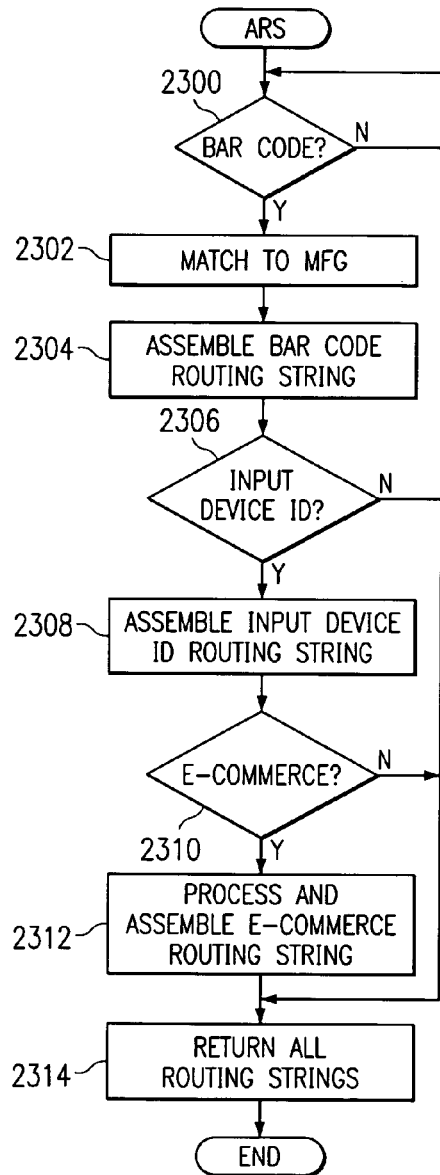 ARS
2300
BAR CODE?
N
Y
2302
MATCH TO MFG
2304
ASSEMBLE BAR CODE
ROUTING STRING
2306
INPUT
DEVICE ID?
N
Y
2308
ASSEMBLE INPUT DEVICE
ID ROUTING STRING
E-COMMERCE?
N
2310
Y
2312
PROCESS AND
ASSEMBLE E-COMMERCE
ROUTING STRING
2314
RETURN ALL
ROUTING STRINGS
END